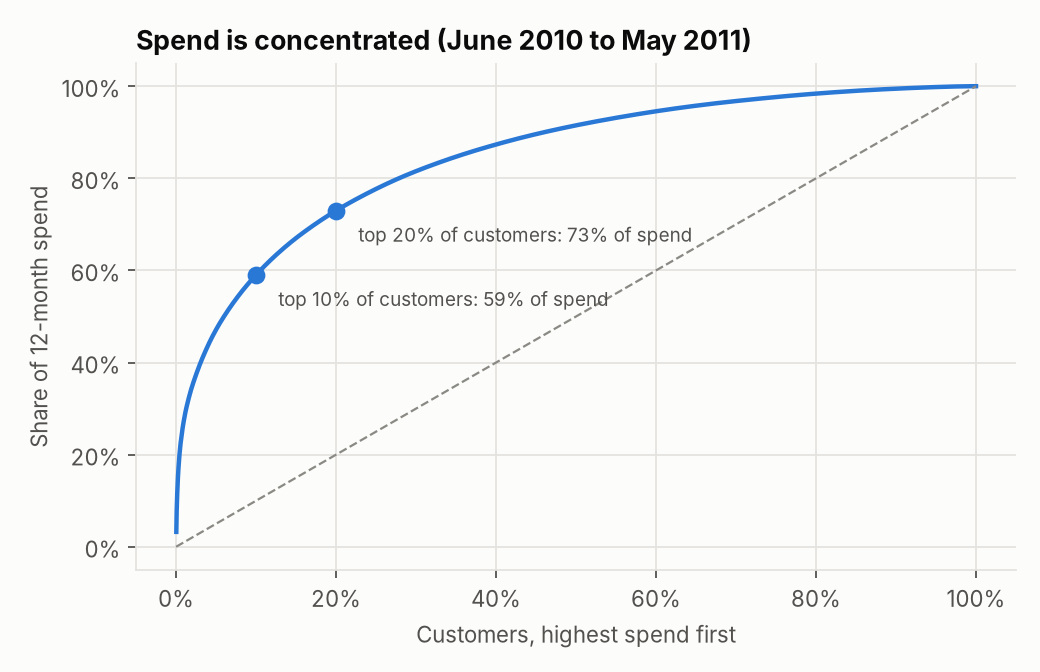 Spend is concentrated (June 2010 to May 2011)
Share of 12-month spend
100%
80%
60%
40%
20%
0%
top 20% of customers: 73% of spend
top 10% of customers: 59% of spend
0%
20%
40%
60%
80%
100%
Customers, highest spend first